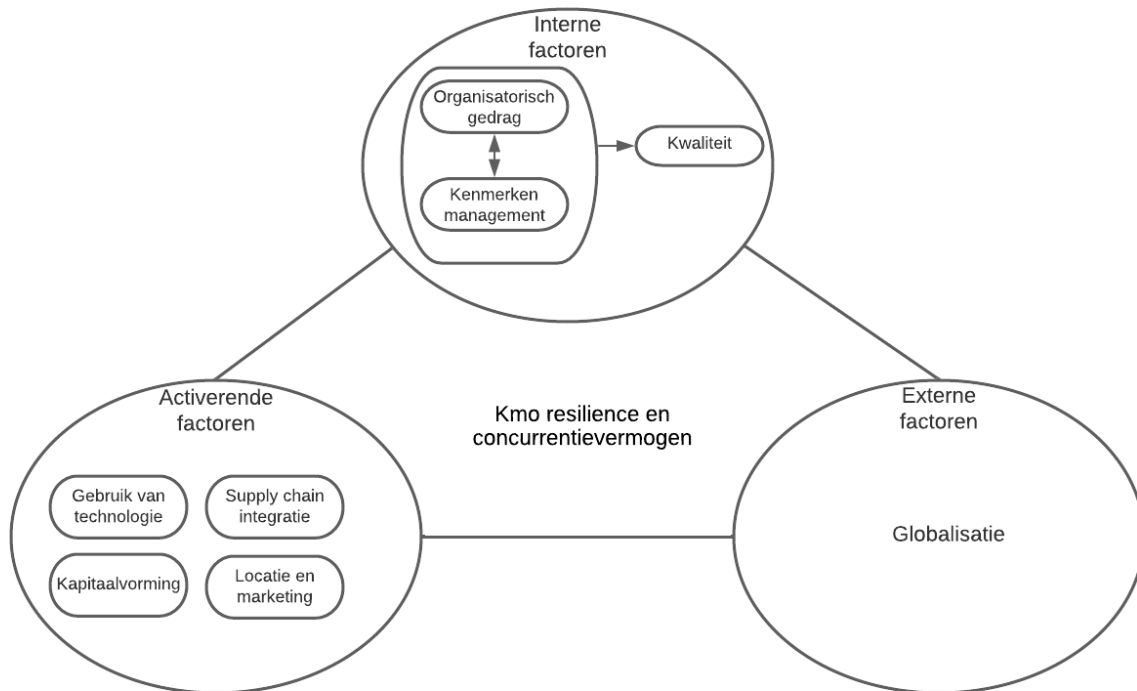 Interne
factoren
Organisatorisch
gedrag
Kwaliteit
Kenmerken
management
Activerende
factoren
Kmo resilience en
concurrentievermogen
Externe
factoren
Gebruik van
technologie
Supply chain
integratie
Globalisatie
Kapitaalvorming
Locatie en
marketing